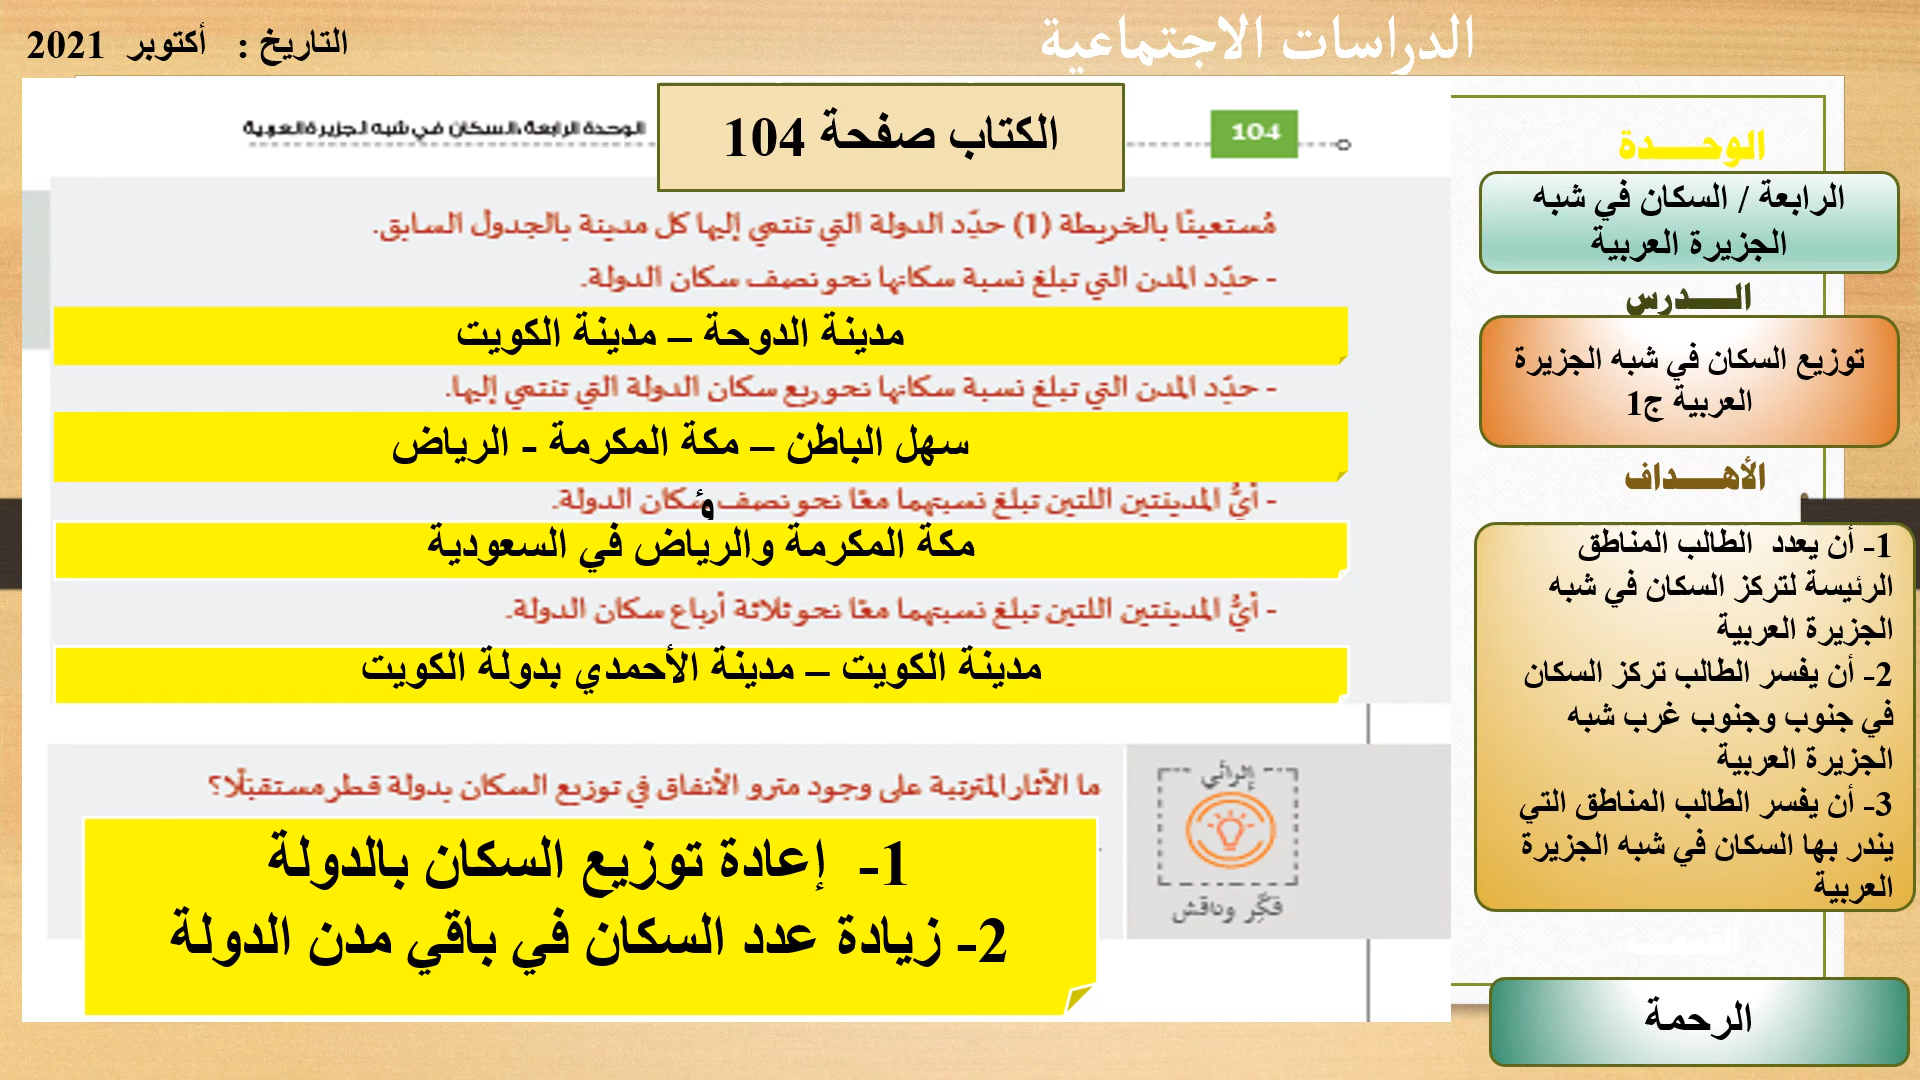 الدراسات الاجتماعية
التاريخ : أكتوبر 2021
الكتاب صفحة 104
104
الوحدة الرابعة السكان في شبه الجزيرة العربية
مُستعينًا بالخريطة (1) حدِّد الدولة التي تنتمي إليها كل مدينة بالجدول السابق.
- حدِّد المدن التي تبلغ نسبة سكانها نحو نصف سكان الدولة.
مدينة الدوحة – مدينة الكويت
- حدِّد المدن التي تبلغ نسبة سكانها نحو ربع سكان الدولة التي تنتمي إليها.
سهل الباطن – مكة المكرمة - الرياض
- أيُّ المدينتين اللتين تبلغ نسبتهما معًا نحو نصف سكان الدولة.
مكة المكرمة والرياض في السعودية
- أيُّ المدينتين اللتين تبلغ نسبتهما معًا نحو ثلاثة أرباع سكان الدولة.
مدينة الكويت – مدينة الأحمدي بدولة الكويت
إثرائي
فكِّر وناقش
ما الآثار المترتبة على وجود مترو الأنفاق في توزيع السكان بدولة قطر مستقبلًا؟
1- إعادة توزيع السكان بالدولة
2- زيادة عدد السكان في باقي مدن الدولة
الوحــــدة
الرابعة / السكان في شبه
الجزيرة العربية
الــــدرس
توزيع السكان في شبه الجزيرة
العربية ج1
الأهـــداف
1- أن يعدد الطالب المناطق
الرئيسة لتركز السكان في شبه
الجزيرة العربية
2- أن يفسر الطالب تركز السكان
في جنوب وجنوب غرب شبه
الجزيرة العربية
3- أن يفسر الطالب المناطق التي
يندر بها السكان في شبه الجزيرة
العربية
الرحمة